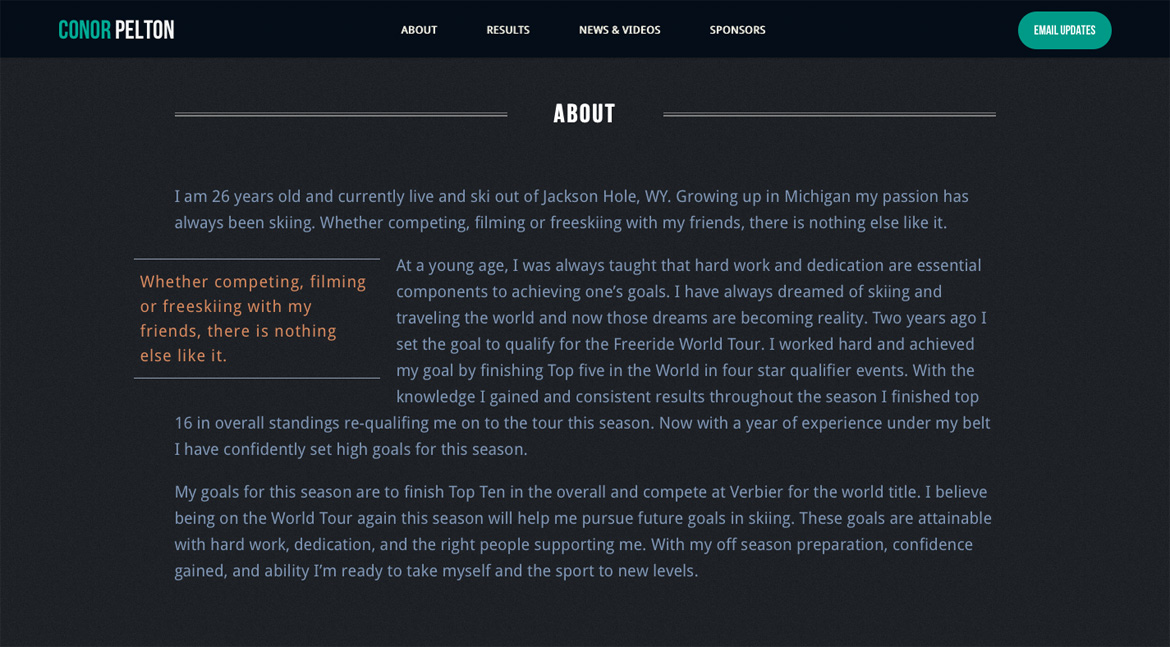 CONOR PELTON
ABOUT
RESULTS
NEWS & VIDEOS
SPONSORS
EMAIL UPDATES
ABOUT
I am 26 years old and currently live and ski out of Jackson Hole, WY. Growing up in Michigan my passion has
always been skiing. Whether competing, filming or freeskiing with my friends, there is nothing else like it.
Whether competing, filming
or freeskiing with my
friends, there is nothing
else like it.
At a young age, I was always taught that hard work and dedication are essential
components to achieving one’s goals. I have always dreamed of skiing and
traveling the world and now those dreams are becoming reality. Two years ago I
set the goal to qualify for the Freeride World Tour. I worked hard and achieved
my goal by finishing Top five in the World in four star qualifier events. With the
knowledge I gained and consistent results throughout the season I finished top
16 in overall standings re-qualifing me on to the tour this season. Now with a year of experience under my belt
I have confidently set high goals for this season.
My goals for this season are to finish Top Ten in the overall and compete at Verbier for the world title. I believe
being on the World Tour again this season will help me pursue future goals in skiing. These goals are attainable
with hard work, dedication, and the right people supporting me. With my off season preparation, confidence
gained, and ability I’m ready to take myself and the sport to new levels.